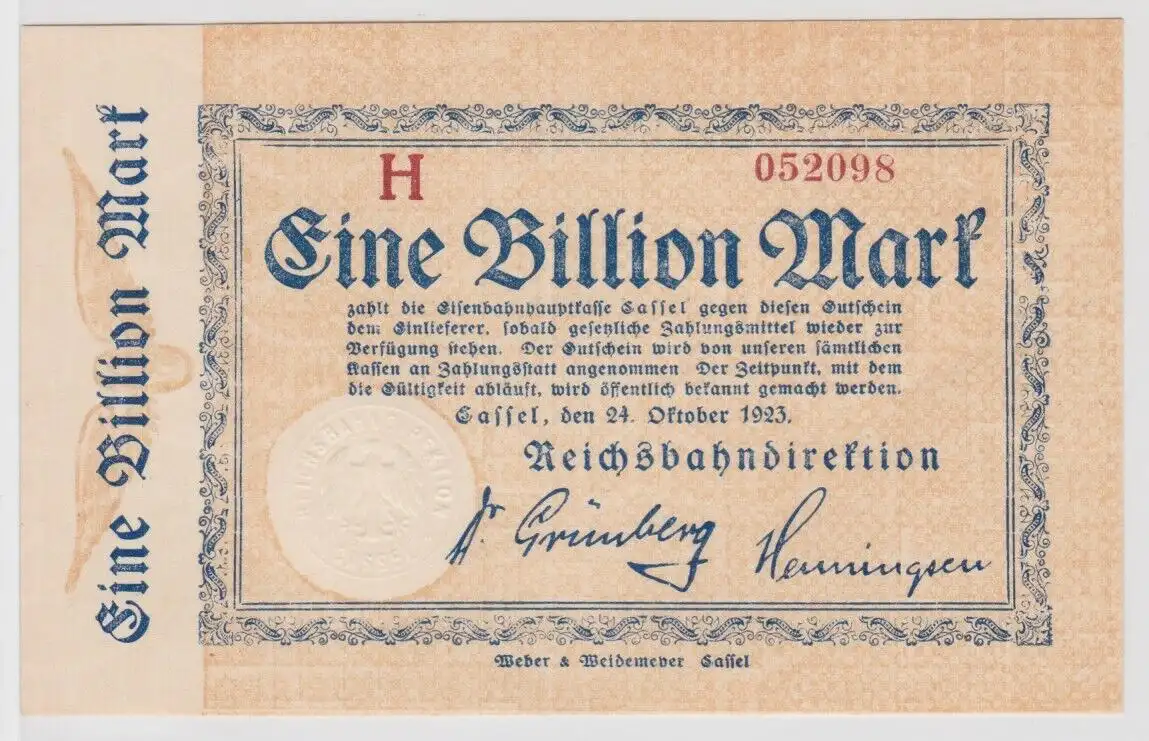 Eine Billion Mark
H
052098
Eine Billion Mark
zahlt die Eisenbahnhauptkasse Cassel gegen diesen Gutschein
dem Einlieferer, sobald gesetzliche Zahlungsmittel wieder zur
Verfügung stehen. Der Gutschein wird von unseren sämtlichen
Kassen an Zahlungsstatt angenommen. Der Zeitpunkt, mit dem
die Gültigkeit abläuft, wird öffentlich bekannt gemacht werden.
Cassel, den 24. Oktober 1923.
Reichsbahndirektion
Dr. Grünberg
Henningsen
Weber & Weidemeyer Cassel